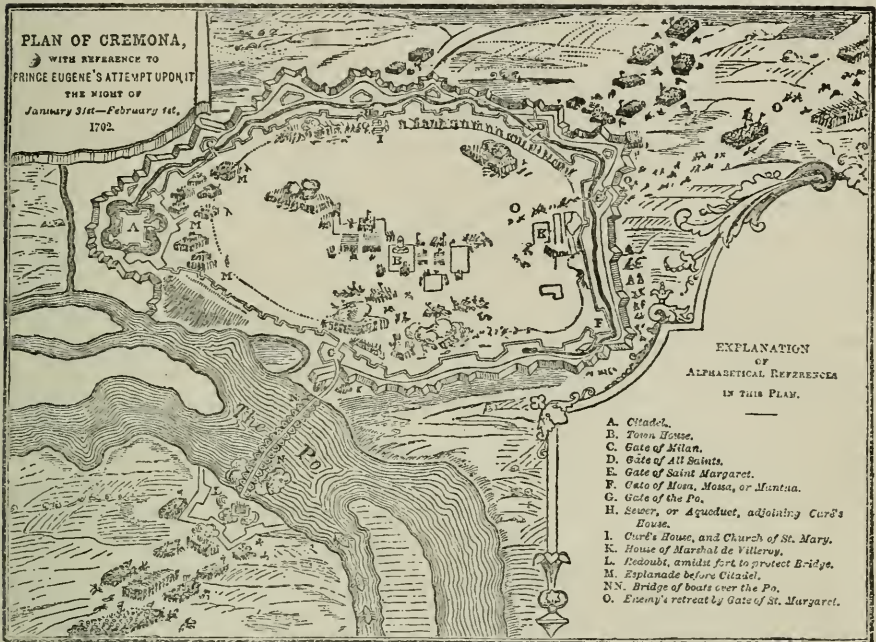 PLAN OF CREMONA,
WITH REFERENCE TO
PRINCE EUGENE'S ATTEMPT UPON IT
THE NIGHT OF
January 31st—February 1st,
1702.
I
D
O
O
M
A
M
M
E
B
F
G
The
Po
EXPLANATION
OF
ALPHABETICAL REFERENCES
IN THIS PLAN.
A. Citadel.
B. Town House.
C. Gate of Milan.
D. Gate of All Saints.
E. Gate of Saint Margaret.
F. Gate of Mosa, Mossa, or Mantua.
G. Gate of the Po.
H. Sewer, or Aqueduct, adjoining Curé's
House.
I. Curé's House, and Church of St. Mary.
K. House of Marshal de Villeroy.
L. Redoubt, amidst fort to protect Bridge.
M. Esplanade before Citadel.
NN. Bridge of boats over the Po.
O. Enemy's retreat by Gate of St. Margaret.